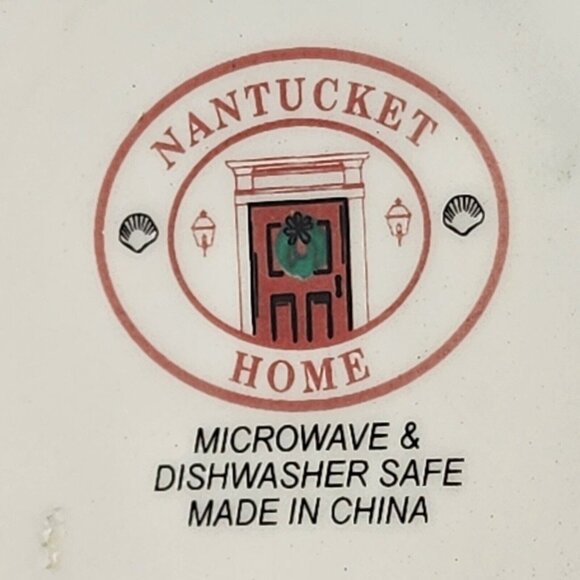 NANTUCKET
HOME
MICROWAVE &
DISHWASHER SAFE
MADE IN CHINA